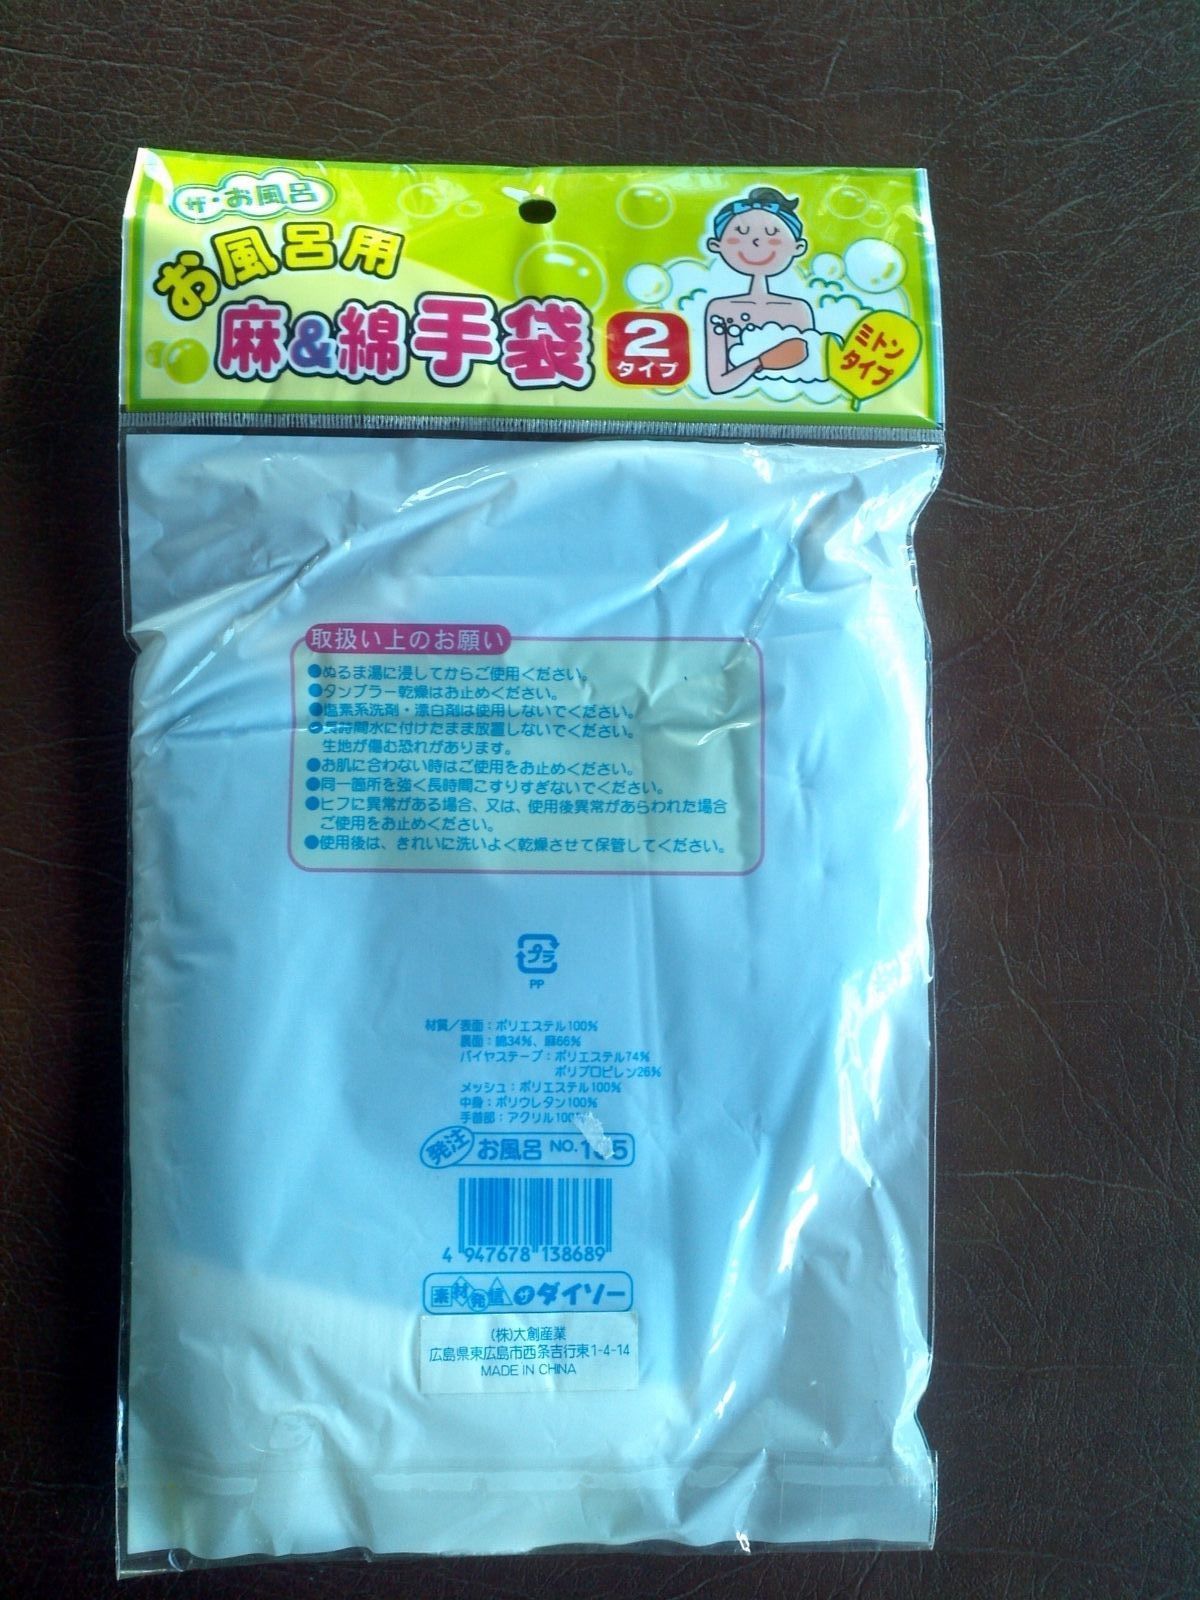 ザ・お風呂
お風呂用
麻&綿手袋
2
タイプ
ミトン
タイプ
取扱い上のお願い
●ぬるま湯に浸してからご使用ください。
●タンブラー乾燥はお止めください。
●塩素系洗剤・漂白剤は使用しないでください。
●長時間水に付けたまま放置しないでください。
生地が傷む恐れがあります。
●お肌に合わない時はご使用をお止めください。
●同一箇所を強く長時間こすりすぎないでください。
●ヒフに異常がある場合、又は、使用後異常があらわれた場合
ご使用をお止めください。
●使用後は、きれいに洗いよく乾燥させて保管してください。
プラ
PP
材質/表面:ポリエステル100%
裏面:綿34%、麻66%
バイヤステープ:ポリエステル74%
ポリプロピレン26%
メッシュ:ポリエステル100%
中身:ポリウレタン100%
手首部:アクリル100%
発注 お風呂 NO.
4 947678 138689
素材発信 ザ ダイソー
(株)大創産業
広島県東広島市西条吉行東1-4-14
MADE IN CHINA